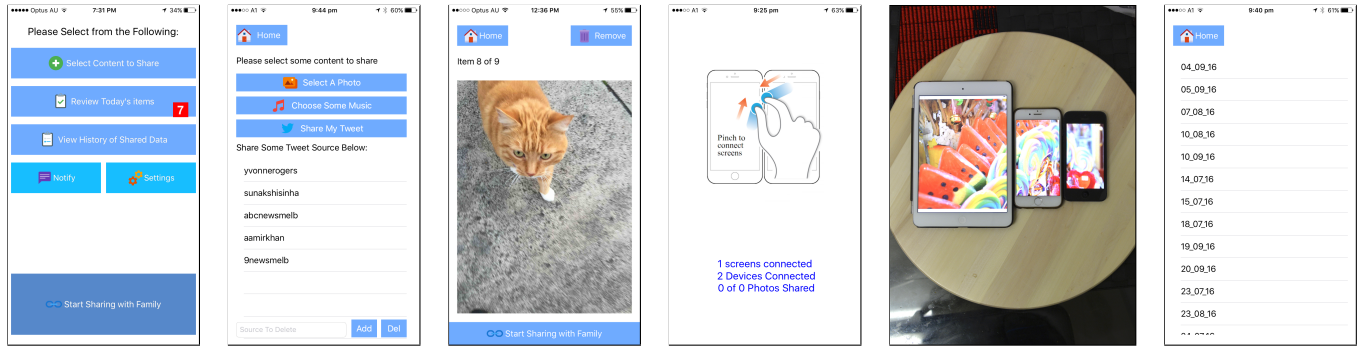 ●●●●● Optus AU 7:31 PM 34%
Please Select from the Following:
Select Content to Share
Review Today's items
7
View History of Shared Data
Notify
Settings
Start Sharing with Family
●●●○○ A1 9:44 pm 60%
Home
Please select some content to share
Select A Photo
Choose Some Music
Share My Tweet
Share Some Tweet Source Below:
yvonnerogers
sunakshisinha
abcnewsmelb
aamirkhan
9newsmelb
Source To Delete
Add
Del
●●○○○ Optus AU 12:36 PM 55%
Home
Remove
Item 8 of 9
Start Sharing with Family
●●●○○ A1 9:25 pm 63%
Pinch to
connect
screens
1 screens connected
2 Devices Connected
0 of 0 Photos Shared
●●●○○ A1 9:40 pm 61%
Home
04_09_16
05_09_16
07_08_16
10_08_16
10_09_16
14_07_16
15_07_16
18_07_16
19_09_16
20_09_16
23_07_16
23_08_16